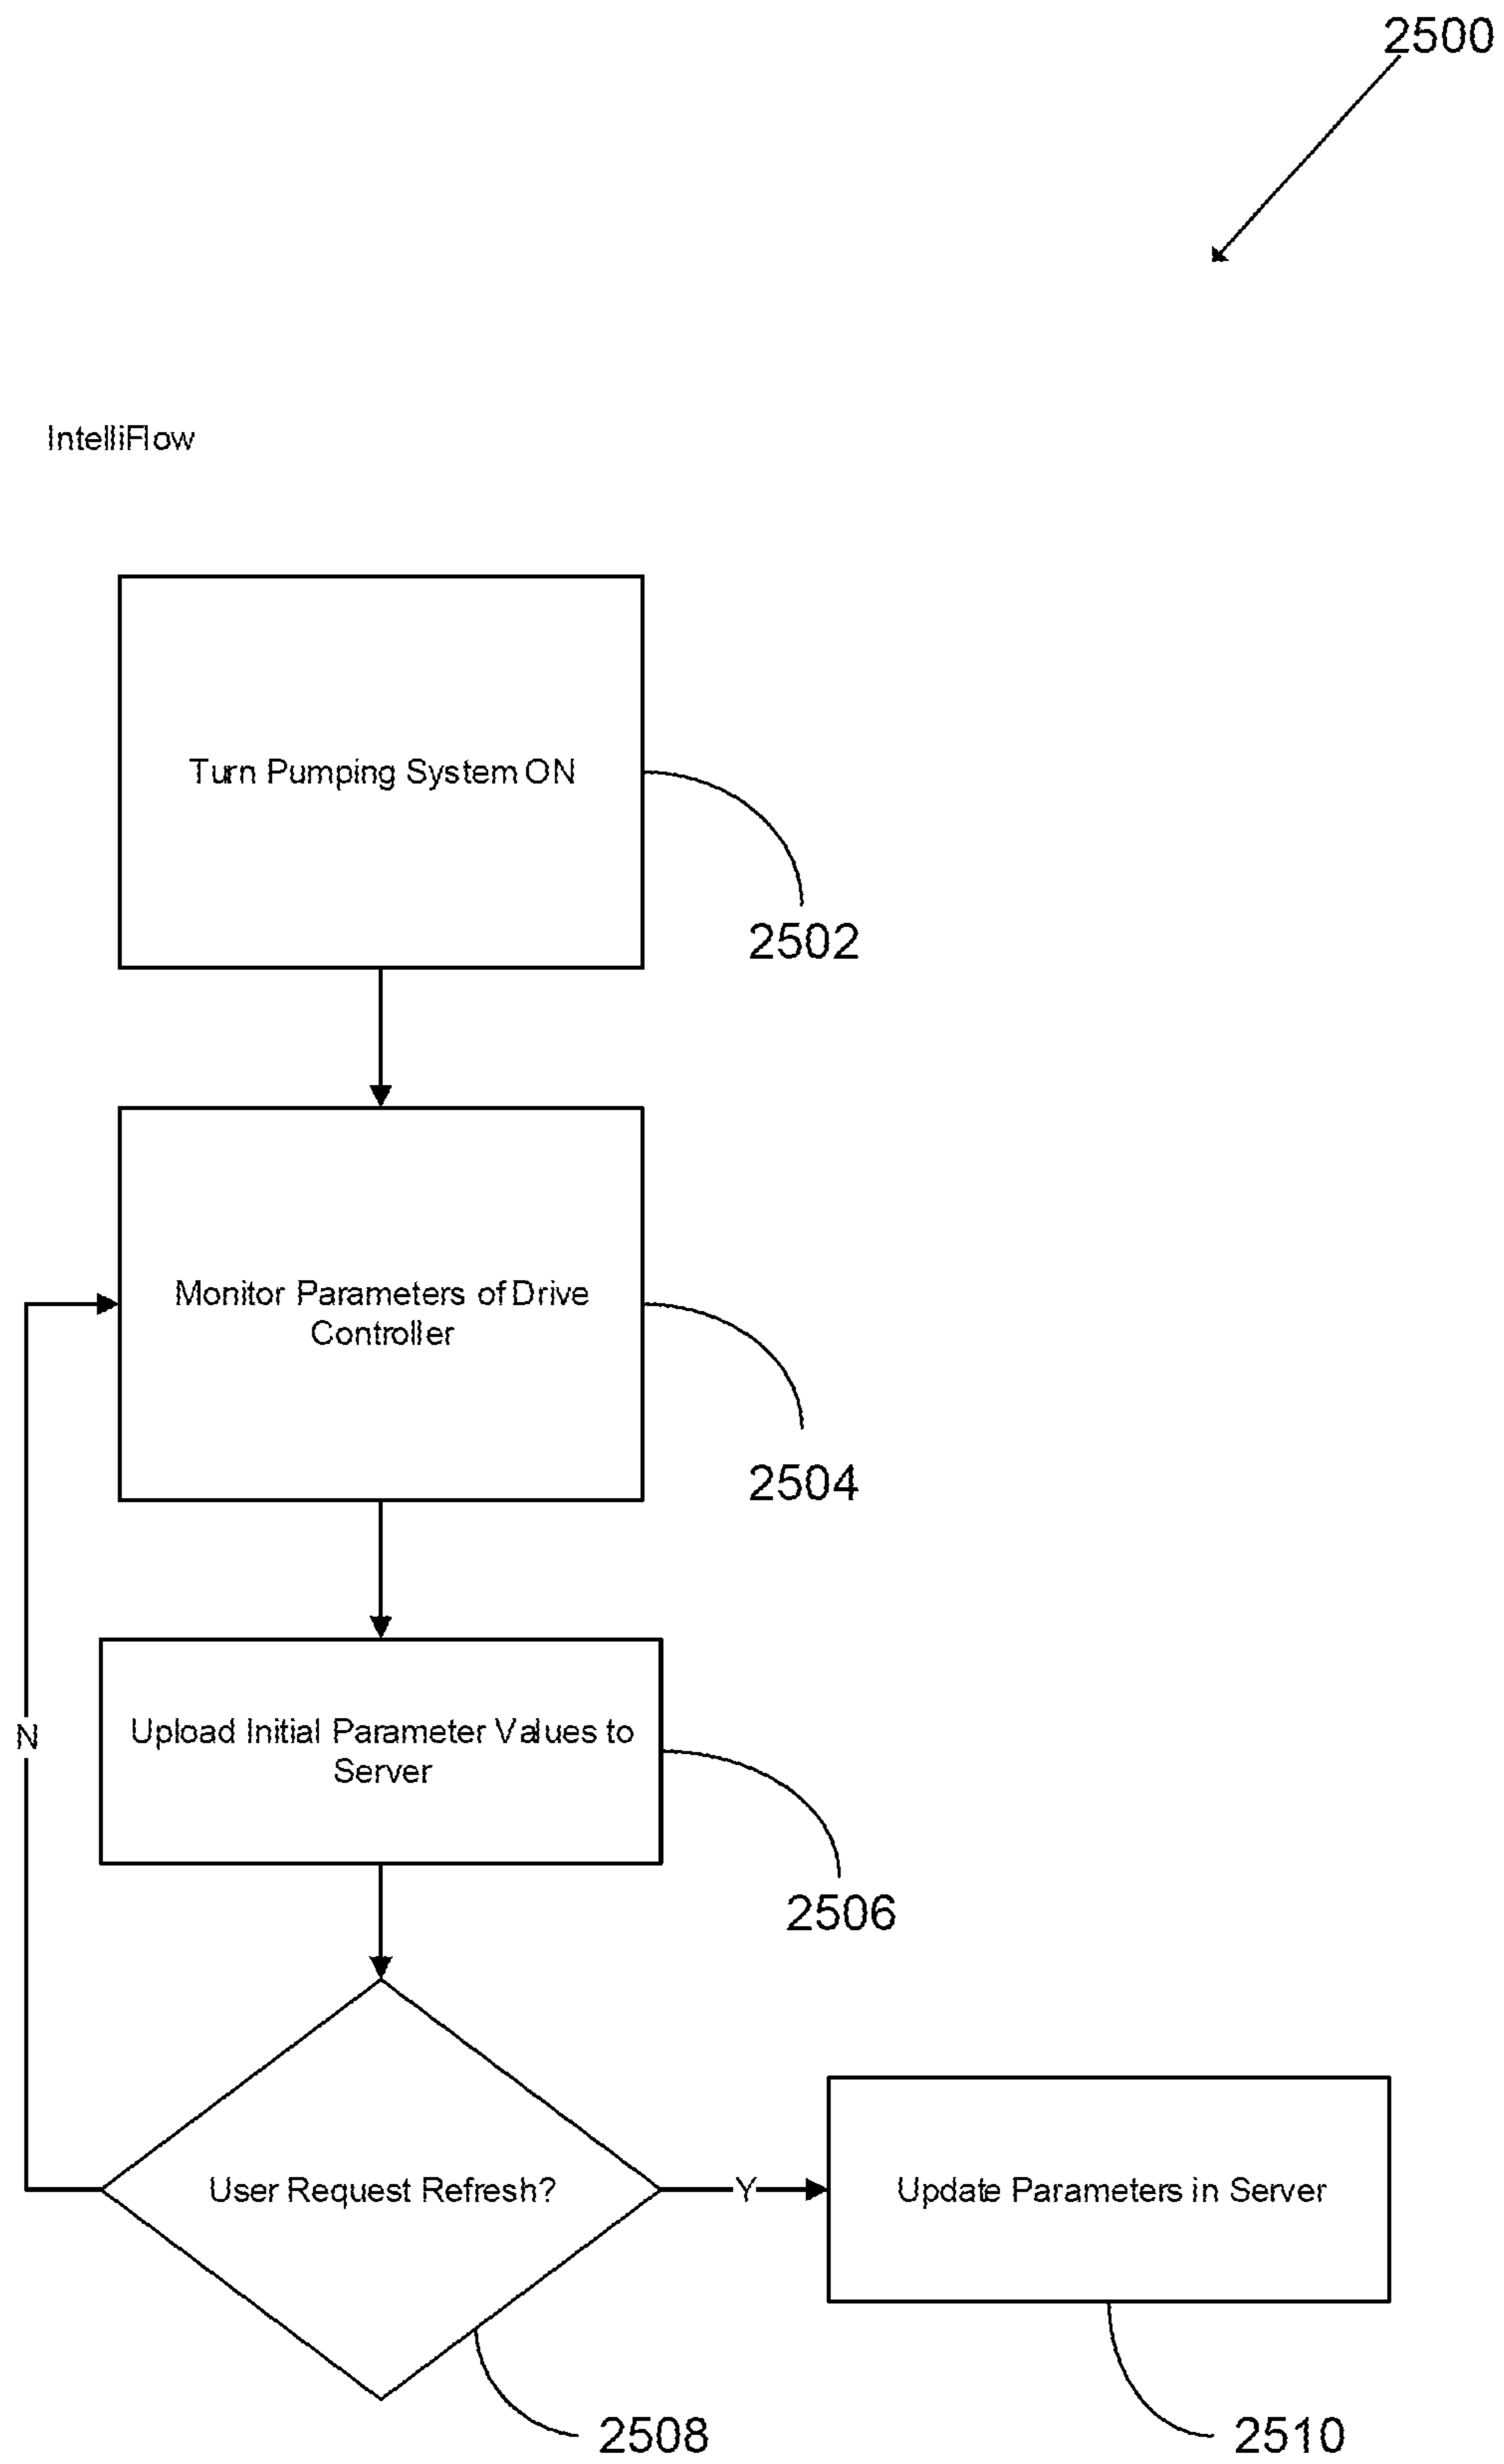 2500
IntelliFlow
Turn Pumping System ON
2502
Monitor Parameters of Drive
Controller
2504
Upload Initial Parameter Values to
Server
N
2506
User Request Refresh?
Y
Update Parameters in Server
2508
2510